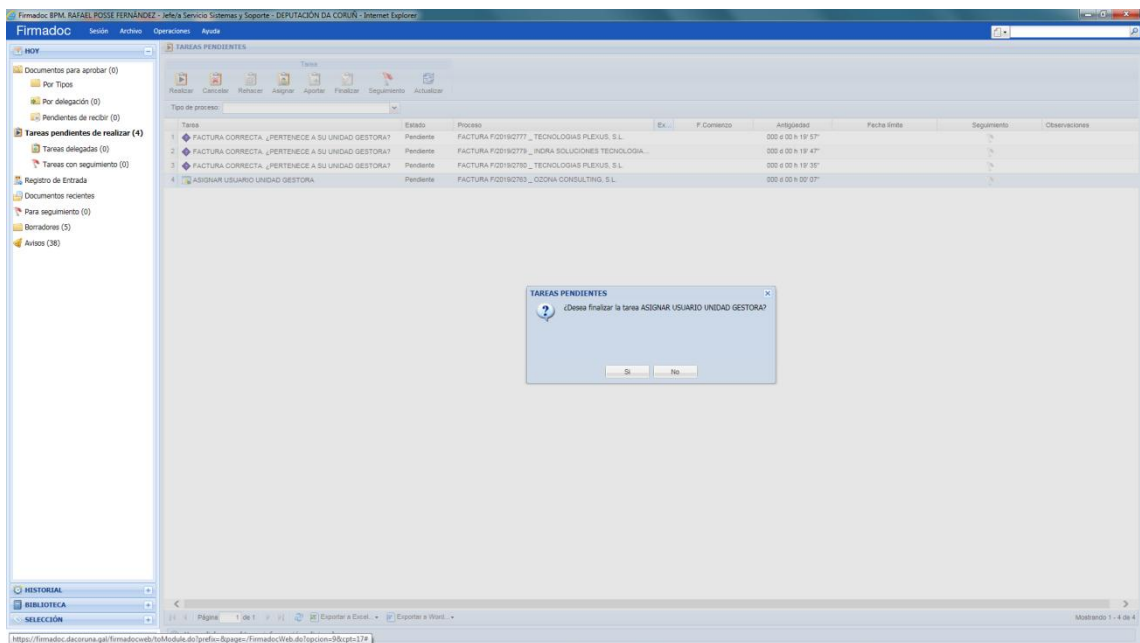 Firmadoc BPM. RAFAEL POSSE FERNÁNDEZ - Jefe/a Servicio Sistemas y Soporte - DEPUTACIÓN DA CORUÑ - Internet Explorer
Firmadoc Sesión Archivo Operaciones Ayuda
HOY
Documentos para aprobar (0)
Por Tipos
Por delegación (0)
Pendientes de recibir (0)
Tareas pendientes de realizar (4)
Tareas delegadas (0)
Tareas con seguimiento (0)
Registro de Entrada
Documentos recientes
Para seguimiento (0)
Borradores (5)
Avisos (38)
HISTORIAL
BIBLIOTECA
SELECCIÓN
TAREAS PENDIENTES
Tarea
Realizar Cancelar Rehacer Asignar Aportar Finalizar Seguimiento Actualizar
Tipo de proceso:
Tarea Estado Proceso Ex... F.Comienzo Antigüedad Fecha límite Seguimiento Observaciones
1 FACTURA CORRECTA. ¿PERTENECE A SU UNIDAD GESTORA? Pendiente FACTURA F/2019/2777 _ TECNOLOGIAS PLEXUS, S.L. 000 d 00 h 19' 57"
2 FACTURA CORRECTA. ¿PERTENECE A SU UNIDAD GESTORA? Pendiente FACTURA F/2019/2779 _ INDRA SOLUCIONES TECNOLOGIA... 000 d 00 h 19' 47"
3 FACTURA CORRECTA. ¿PERTENECE A SU UNIDAD GESTORA? Pendiente FACTURA F/2019/2780 _ TECNOLOGIAS PLEXUS, S.L. 000 d 00 h 19' 35"
4 ASIGNAR USUARIO UNIDAD GESTORA Pendiente FACTURA F/2019/2763 _ OZONA CONSULTING, S.L. 000 d 00 h 00' 07"
TAREAS PENDIENTES
¿Desea finalizar la tarea ASIGNAR USUARIO UNIDAD GESTORA?
Si No
Página 1 de 1 Exportar a Excel... Exportar a Word... Mostrando 1 - 4 de 4
https://firmadoc.dacoruna.gal/firmadocweb/toModule.do?prefix=&page=/FirmadocWeb.do?opcion=9&cpt=17#